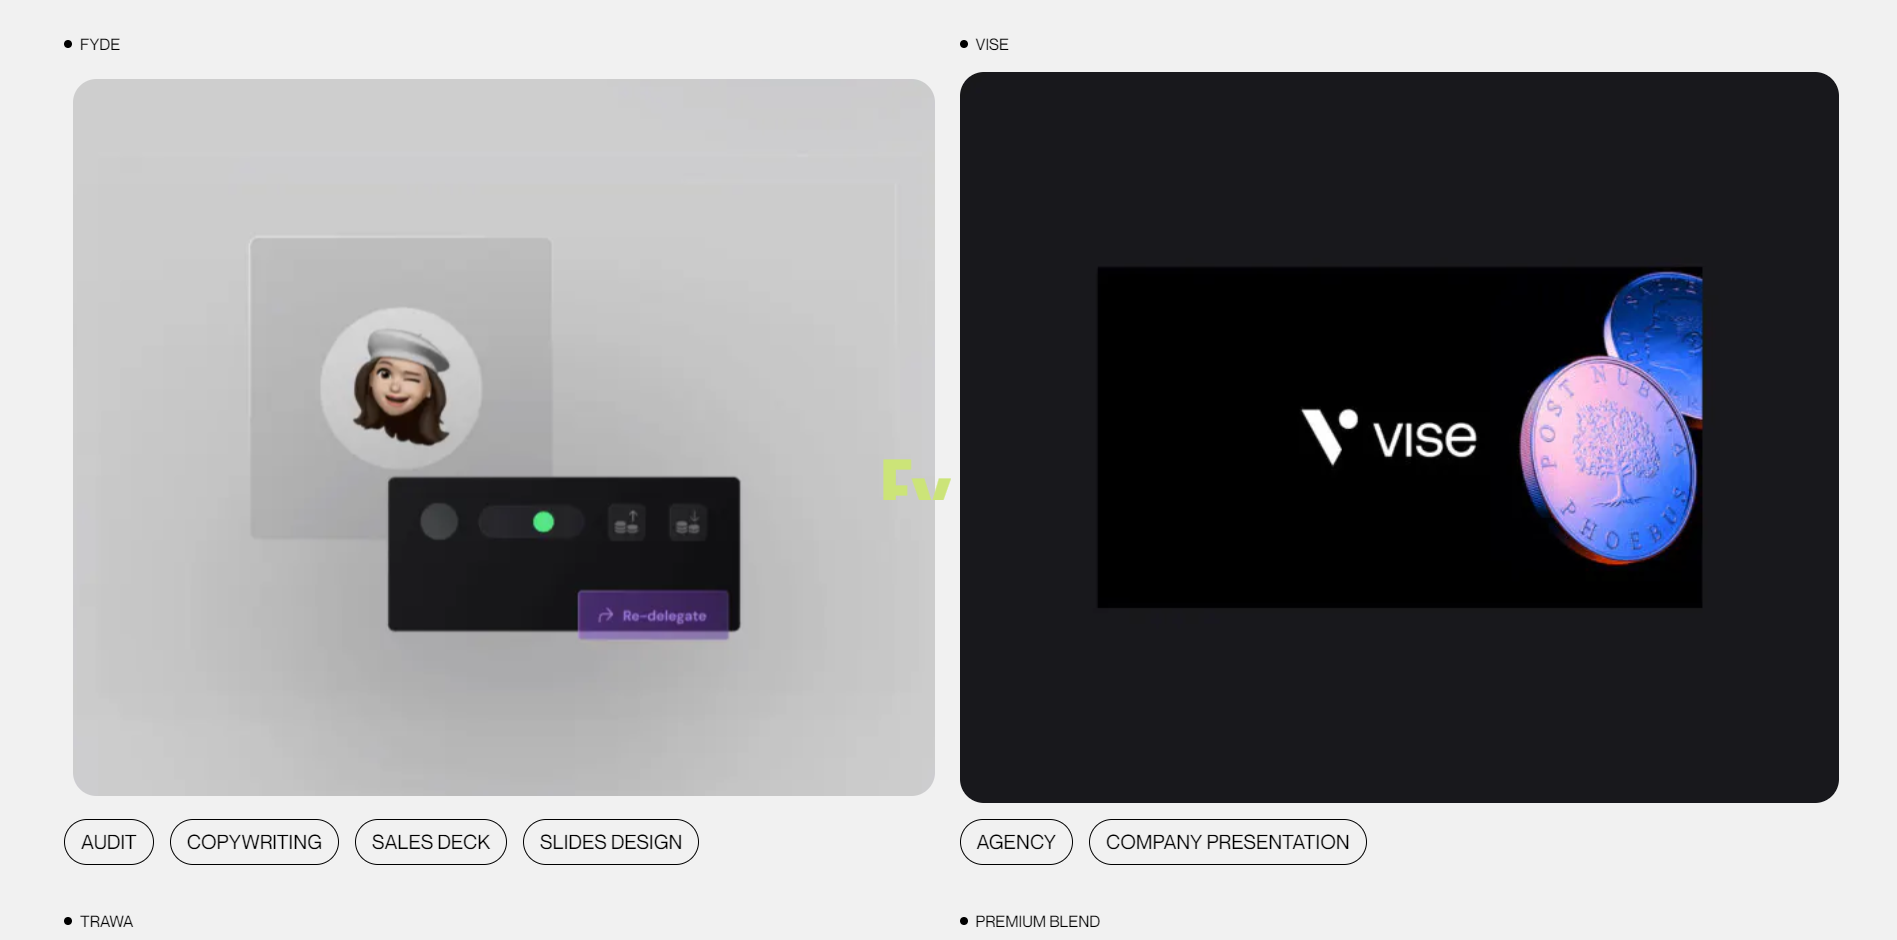 FYDE
VISE
Re-delegate
vise
POST NUBILA
PHOEBUS
AUDIT
COPYWRITING
SALES DECK
SLIDES DESIGN
AGENCY
COMPANY PRESENTATION
TRAWA
PREMIUM BLEND